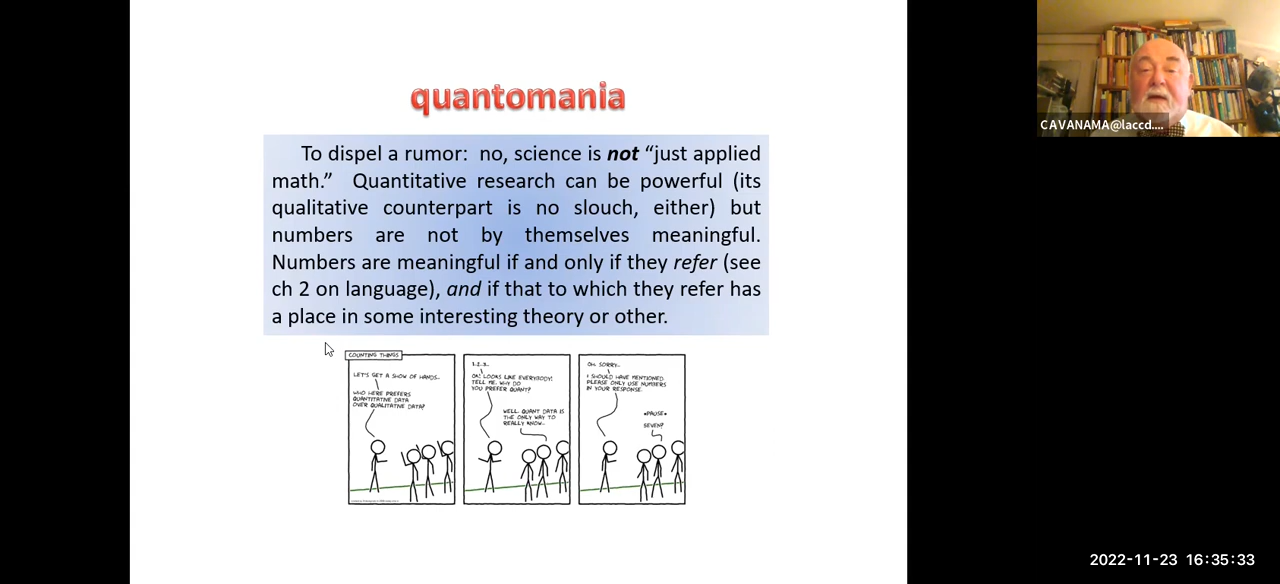 quantomania
To dispel a rumor: no, science is not “just applied
math.” Quantitative research can be powerful (its
qualitative counterpart is no slouch, either) but
numbers are not by themselves meaningful.
Numbers are meaningful if and only if they refer (see
ch 2 on language), and if that to which they refer has
a place in some interesting theory or other.
COUNTING THINGS
LET'S GET A SHOW OF HANDS..
WHO HERE PREFERS
QUANTITATIVE DATA
OVER QUALITATIVE DATA?
1..2..3..
OK! LOOKS LIKE EVERYBODY!
TELL ME, WHY DO
YOU PREFER QUANT?
WELL. QUANT DATA IS
THE ONLY WAY TO
REALLY KNOW..
OH. SORRY..
I SHOULD HAVE MENTIONED.
PLEASE ONLY USE NUMBERS
IN YOUR RESPONSE.
*PAUSE*
SEVEN?
CAVANAMA@laccd....
2022-11-23 16:35:33